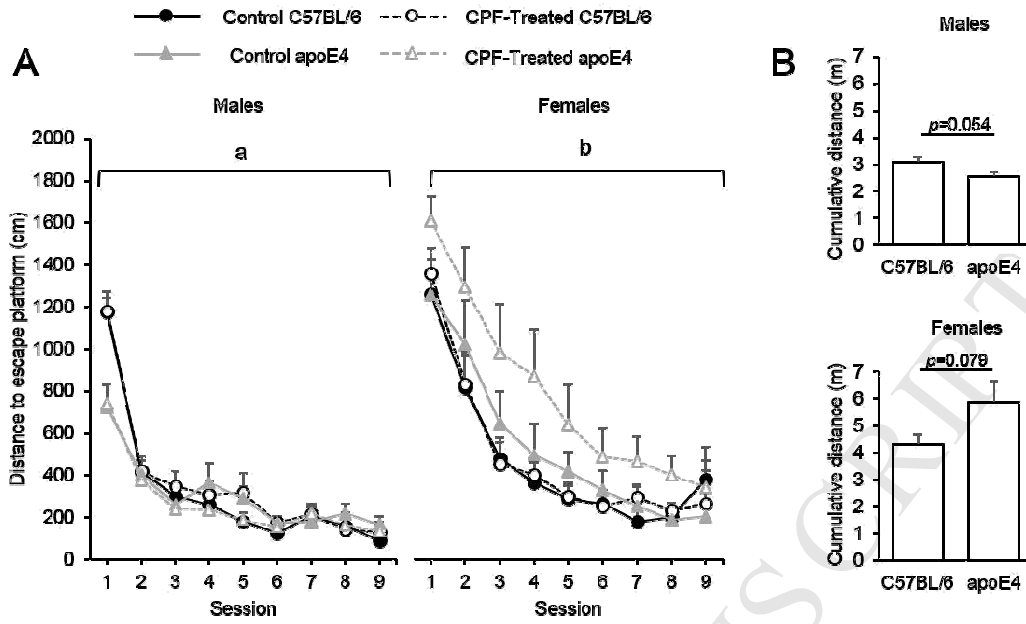 Control C57BL/6
CPF-Treated C57BL/6
Control apoE4
CPF-Treated apoE4
A
Males
Females
Distance to escape platform (cm)
2000
1800
1600
1400
1200
1000
800
600
400
200
0
a
b
1 2 3 4 5 6 7 8 9
Session
1 2 3 4 5 6 7 8 9
Session
B
Males
Cumulative distance (m)
7
6
5
4
3
2
1
0
p=0.054
C57BL/6 apoE4
Females
Cumulative distance (m)
7
6
5
4
3
2
1
0
p=0.079
C57BL/6 apoE4
NUSCRIPT